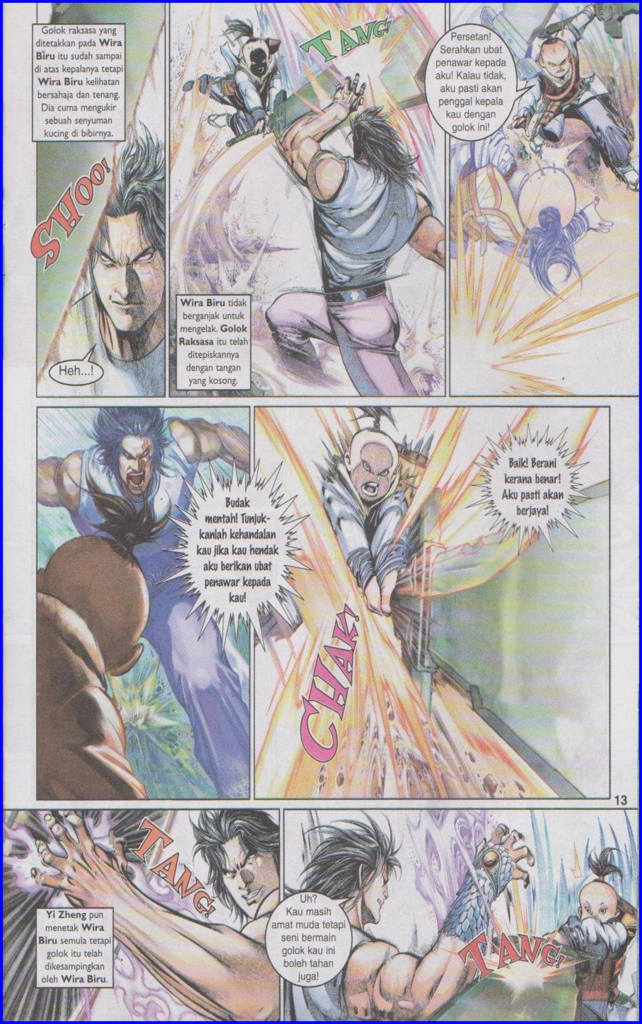 Golok raksasa yang
ditetakkan pada Wira
Biru itu sudah sampai
di atas kepalanya tetapi
Wira Biru kelihatan
bersahaja dan tenang.
Dia cuma mengukir
sebuah senyuman
kucing di bibirnya.
SHOO!
Heh...!
TANG!
Wira Biru tidak
berganjak untuk
mengelak. Golok
Raksasa itu telah
ditepiskannya
dengan tangan
yang kosong.
Persetan!
Serahkan ubat
penawar kepada
aku! Kalau tidak,
aku pasti akan
penggal kepala
kau dengan
golok ini!
Budak
mentah! Tunjuk-
kanlah kehandalan
kau jika kau hendak
aku berikan ubat
penawar kepada
kau!
Baik! Berani
kerana benar!
Aku pasti akan
berjaya!
CHAK!
13
TANG!
Yi Zheng pun
menetak Wira
Biru semula tetapi
golok itu telah
dikesampingkan
oleh Wira Biru.
Uh?
Kau masih
amat muda tetapi
seni bermain
golok kau ini
boleh tahan
juga!
TANG!